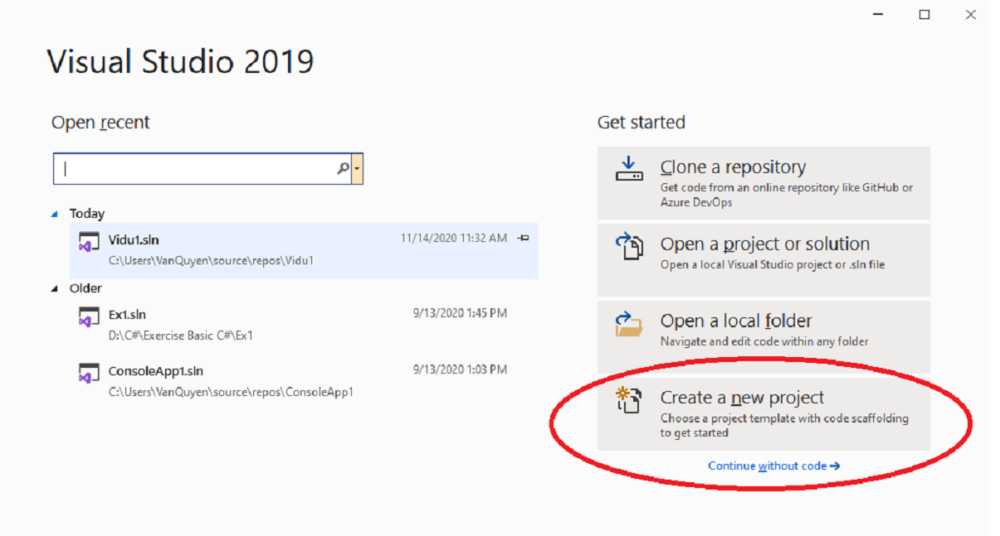 Visual Studio 2019
Open recent
Today
Vidu1.sln
11/14/2020 11:32 AM
C:\Users\VanQuyen\source\repos\Vidu1
Older
Ex1.sln
9/13/2020 1:45 PM
D:\C#\Exercise Basic C#\Ex1
ConsoleApp1.sln
9/13/2020 1:03 PM
C:\Users\VanQuyen\source\repos\ConsoleApp1
Get started
Clone a repository
Get code from an online repository like GitHub or
Azure DevOps
Open a project or solution
Open a local Visual Studio project or .sln file
Open a local folder
Navigate and edit code within any folder
Create a new project
Choose a project template with code scaffolding
to get started
Continue without code →